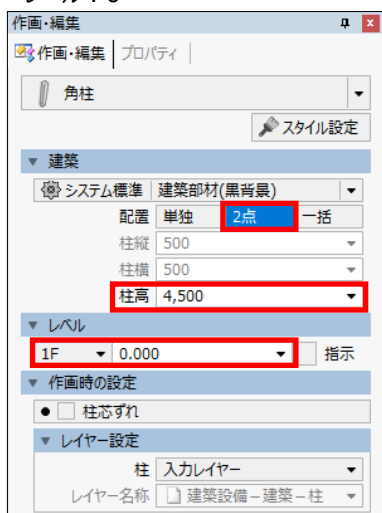 作画・編集
作画・編集 プロパティ
角柱
スタイル設定
建築
システム標準 建築部材(黒背景)
配置 単独 2点 一括
柱縦 500
柱横 500
柱高 4,500
レベル
1F 0.000 指示
作画時の設定
柱芯ずれ
レイヤー設定
柱 入力レイヤー
レイヤー名称 建築設備-建築-柱